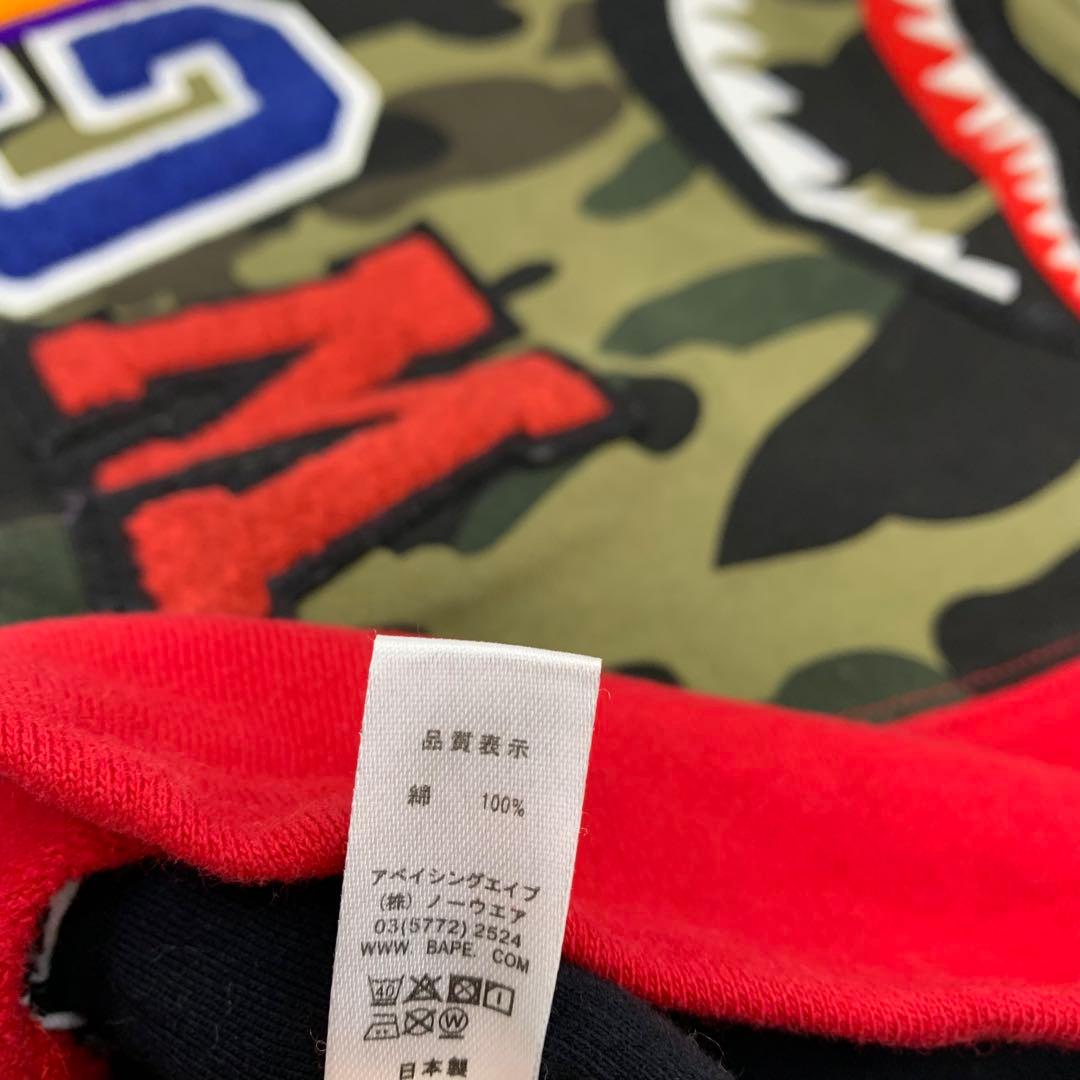 M
品質表示
綿 100%
アベイシングエイプ
(株) ノーウエア
03(5772)2524
WWW. BAPE. COM
40
W
日本製